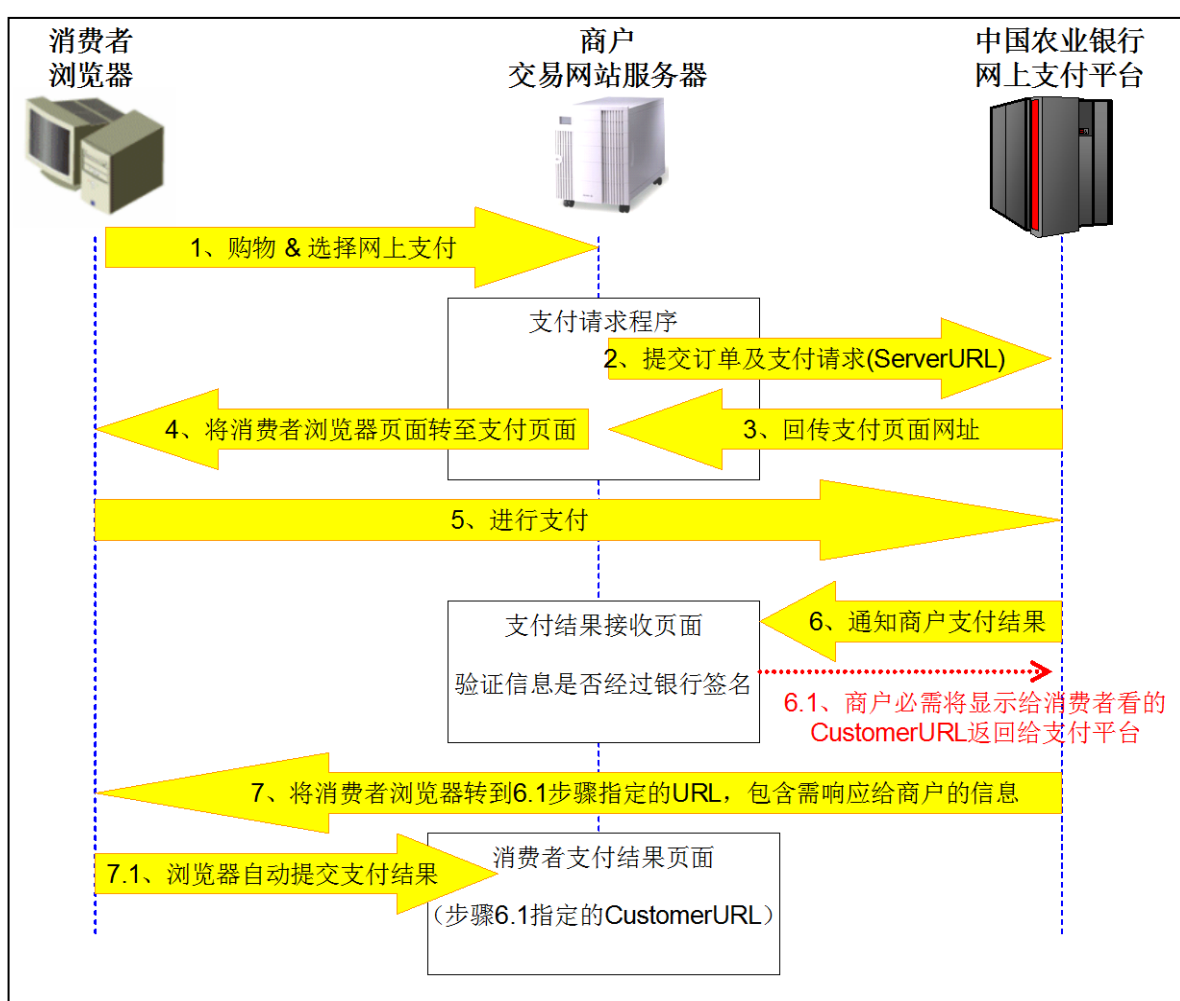 消费者
浏览器
商户
交易网站服务器
中国农业银行
网上支付平台
1、购物 & 选择网上支付
支付请求程序
2、提交订单及支付请求(ServerURL)
4、将消费者浏览器页面转至支付页面
3、回传支付页面网址
5、进行支付
支付结果接收页面
验证信息是否经过银行签名
6、通知商户支付结果
6.1、商户必需将显示给消费者看的
CustomerURL返回给支付平台
7、将消费者浏览器转到6.1步骤指定的URL，包含需响应给商户的信息
7.1、浏览器自动提交支付结果
消费者支付结果页面
（步骤6.1指定的CustomerURL）